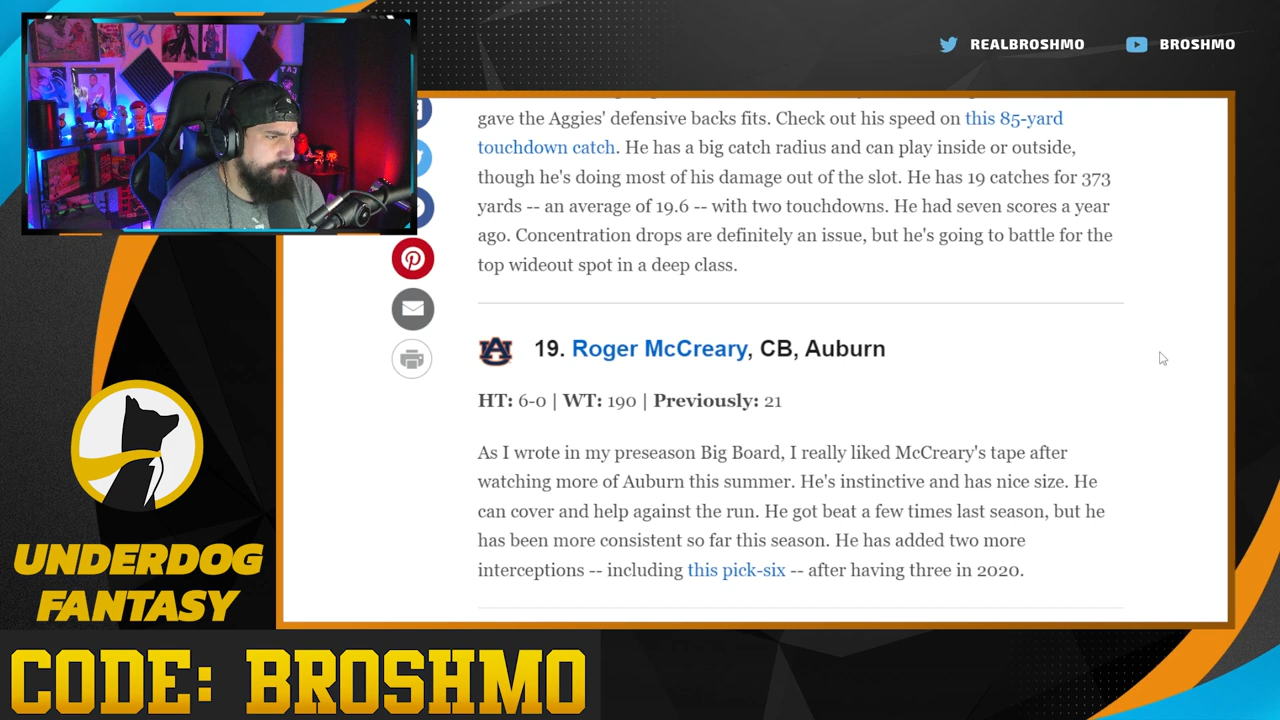 REALBROSHMO
BROSHMO
gave the Aggies' defensive backs fits. Check out his speed on this 85-yard
touchdown catch. He has a big catch radius and can play inside or outside,
though he's doing most of his damage out of the slot. He has 19 catches for 373
yards -- an average of 19.6 -- with two touchdowns. He had seven scores a year
ago. Concentration drops are definitely an issue, but he's going to battle for the
top wideout spot in a deep class.
19. Roger McCreary, CB, Auburn
HT: 6-0 | WT: 190 | Previously: 21
As I wrote in my preseason Big Board, I really liked McCreary's tape after
watching more of Auburn this summer. He's instinctive and has nice size. He
can cover and help against the run. He got beat a few times last season, but he
has been more consistent so far this season. He has added two more
interceptions -- including this pick-six -- after having three in 2020.
UNDERDOG
FANTASY
CODE: BROSHMO